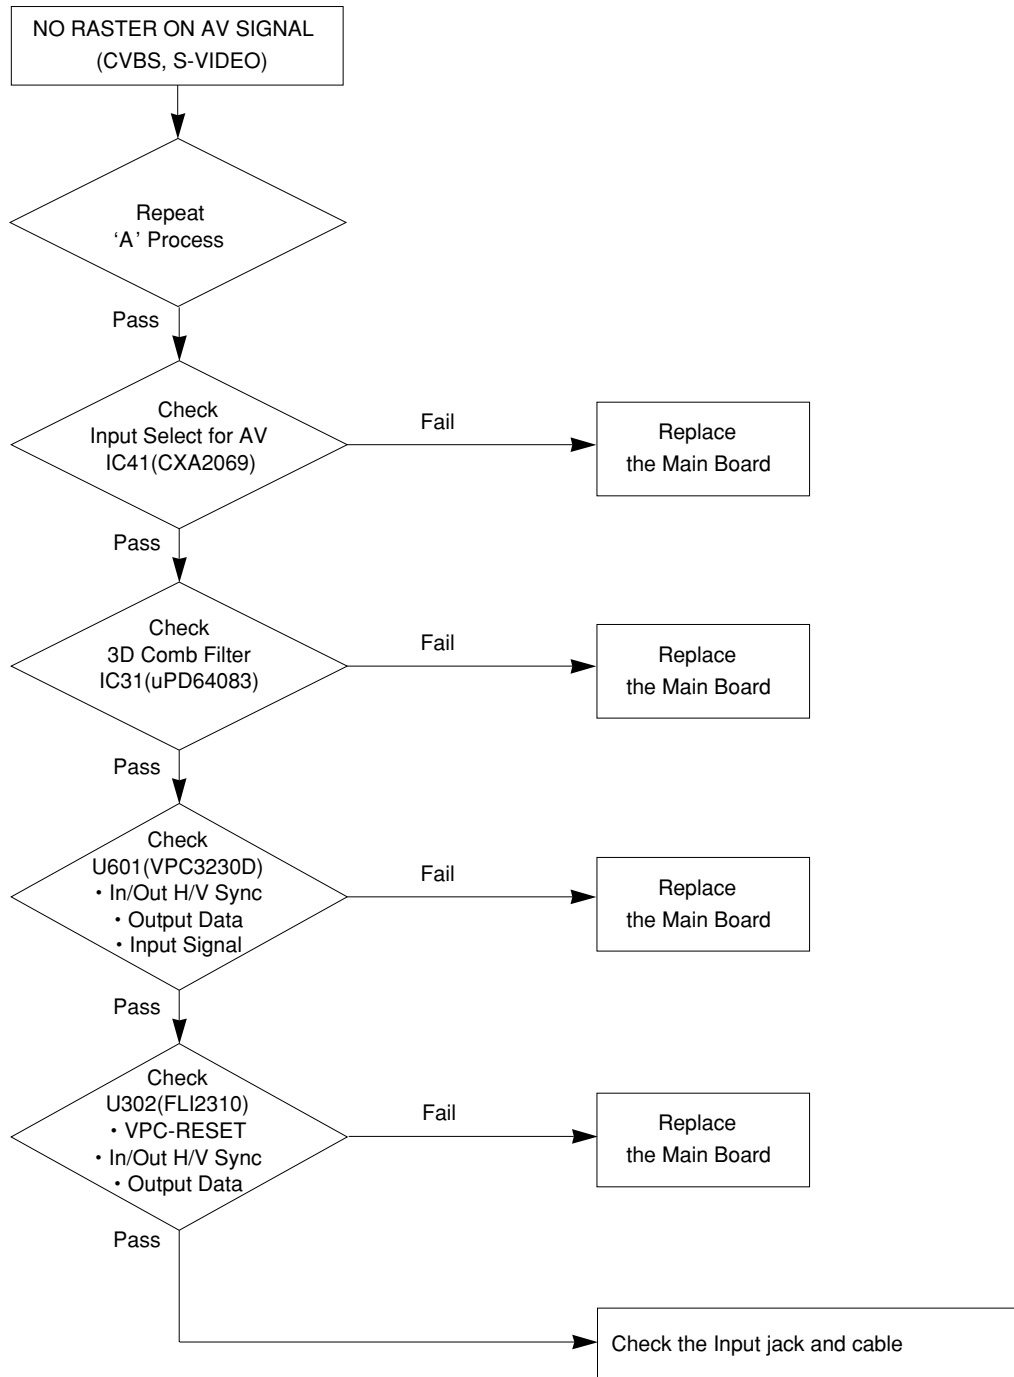 NO RASTER ON AV SIGNAL
(CVBS, S-VIDEO)
Repeat
‘A’ Process
Pass
Check
Input Select for AV
IC41(CXA2069)
Fail
Replace
the Main Board
Pass
Check
3D Comb Filter
IC31(uPD64083)
Fail
Replace
the Main Board
Pass
Check
U601(VPC3230D)
• In/Out H/V Sync
• Output Data
• Input Signal
Fail
Replace
the Main Board
Pass
Check
U302(FLI2310)
• VPC-RESET
• In/Out H/V Sync
• Output Data
Fail
Replace
the Main Board
Pass
Check the Input jack and cable